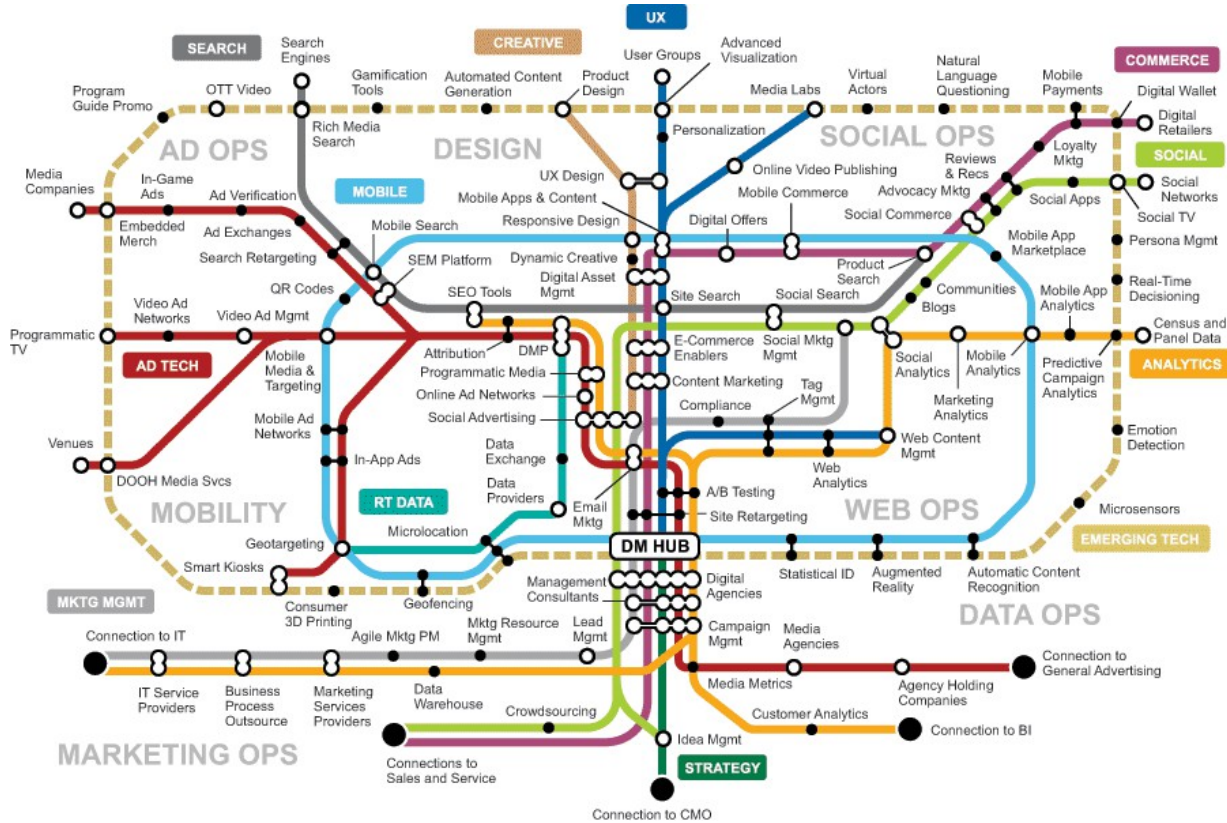 UX
SEARCH
Search
Engines
CREATIVE
User Groups
Advanced
Visualization
COMMERCE
Program
Guide Promo
OTT Video
Gamification
Tools
Automated Content
Generation
Product
Design
Media Labs
Virtual
Actors
Natural
Language
Questioning
Mobile
Payments
Digital Wallet
Digital
Retailers
Rich Media
Search
Personalization
AD OPS
DESIGN
SOCIAL OPS
Loyalty
Mktg
SOCIAL
Media
Companies
In-Game
Ads
Ad Verification
MOBILE
UX Design
Online Video Publishing
Reviews
& Recs
Advocacy Mktg
Social Apps
Social
Networks
Social TV
Embedded
Merch
Ad Exchanges
Mobile Search
Mobile Apps & Content
Responsive Design
Digital Offers
Mobile Commerce
Social Commerce
Mobile App
Marketplace
Persona Mgmt
Search Retargeting
SEM Platform
Dynamic Creative
Digital Asset
Mgmt
Product
Search
QR Codes
SEO Tools
Site Search
Social Search
Communities
Blogs
Mobile App
Analytics
Real-Time
Decisioning
Programmatic
TV
Video Ad
Networks
Video Ad Mgmt
Attribution
DMP
E-Commerce
Enablers
Social Mktg
Mgmt
Social
Analytics
Marketing
Analytics
Mobile
Analytics
Predictive
Campaign
Analytics
Census and
Panel Data
ANALYTICS
AD TECH
Mobile
Media &
Targeting
Programmatic Media
Online Ad Networks
Social Advertising
Content Marketing
Compliance
Tag
Mgmt
Venues
DOOH Media Svcs
Mobile Ad
Networks
In-App Ads
Data
Exchange
Data
Providers
Email
Mktg
Web
Analytics
Web Content
Mgmt
Emotion
Detection
MOBILITY
RT DATA
Microlocation
A/B Testing
Site Retargeting
WEB OPS
Microsensors
EMERGING TECH
Geotargeting
Smart Kiosks
DM HUB
Consumer
3D Printing
Geofencing
Management
Consultants
Digital
Agencies
Statistical ID
Augmented
Reality
Automatic Content
Recognition
DATA OPS
MKTG MGMT
Connection to IT
Agile Mktg PM
Mktg Resource
Mgmt
Lead
Mgmt
Campaign
Mgmt
Media
Agencies
Connection to
General Advertising
IT Service
Providers
Business
Process
Outsource
Marketing
Services
Providers
Data
Warehouse
Media Metrics
Agency Holding
Companies
MARKETING OPS
Crowdsourcing
Customer Analytics
Connection to BI
Connections to
Sales and Service
Idea Mgmt
STRATEGY
Connection to CMO